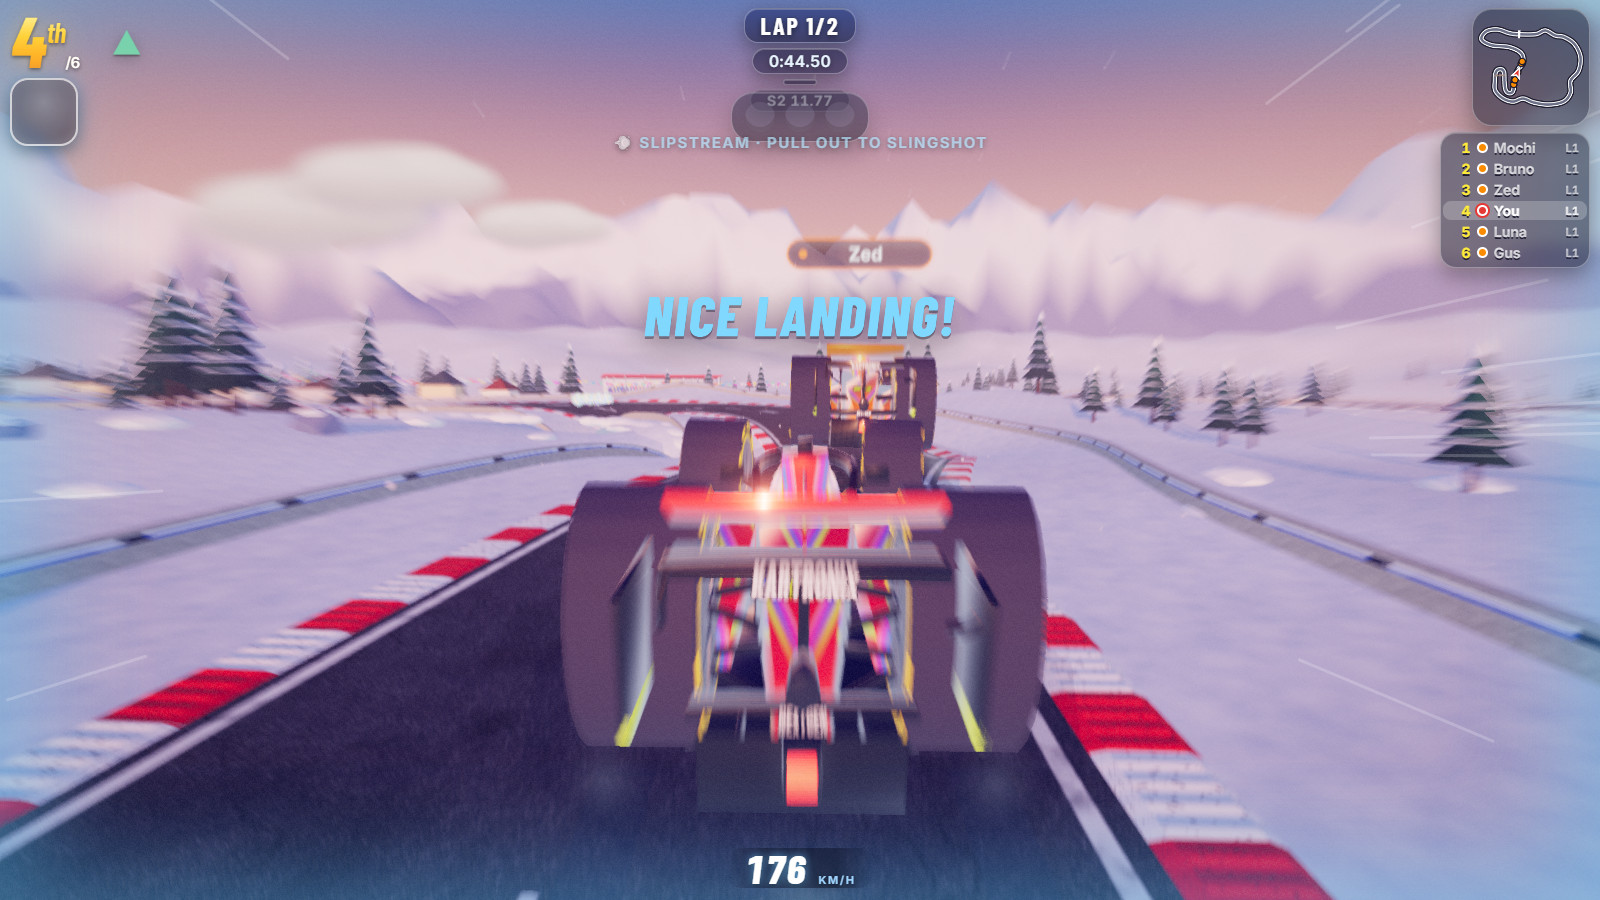 4th
/6
LAP 1/2
0:44.50
S2 11.77
SLIPSTREAM · PULL OUT TO SLINGSHOT
1 Mochi L1
2 Bruno L1
3 Zed L1
4 You L1
5 Luna L1
6 Gus L1
Zed
NICE LANDING!
176 KM/H